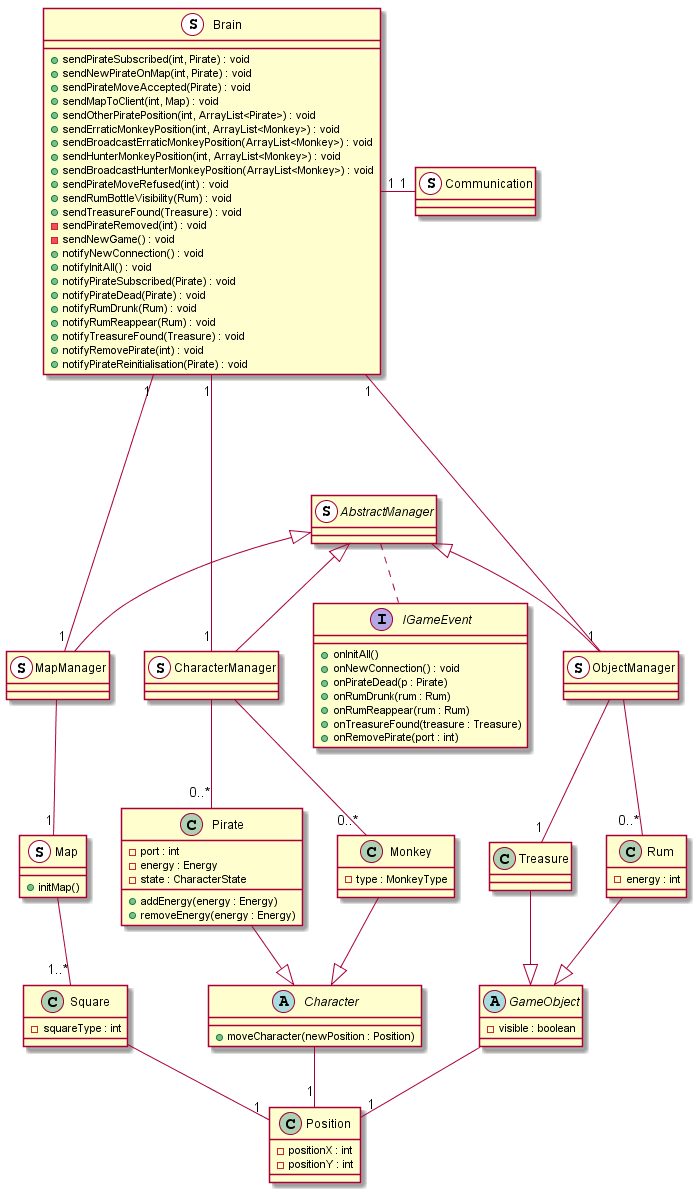 S Brain
sendPirateSubscribed(int, Pirate) : void
sendNewPirateOnMap(int, Pirate) : void
sendPirateMoveAccepted(Pirate) : void
sendMapToClient(int, Map) : void
sendOtherPiratePosition(int, ArrayList<Pirate>) : void
sendErraticMonkeyPosition(int, ArrayList<Monkey>) : void
sendBroadcastErraticMonkeyPosition(ArrayList<Monkey>) : void
sendHunterMonkeyPosition(int, ArrayList<Monkey>) : void
sendBroadcastHunterMonkeyPosition(ArrayList<Monkey>) : void
sendPirateMoveRefused(int) : void
sendRumBottleVisibility(Rum) : void
sendTreasureFound(Treasure) : void
sendPirateRemoved(int) : void
sendNewGame() : void
notifyNewConnection() : void
notifyInitAll() : void
notifyPirateSubscribed(Pirate) : void
notifyPirateDead(Pirate) : void
notifyRumDrunk(Rum) : void
notifyRumReappear(Rum) : void
notifyTreasureFound(Treasure) : void
notifyRemovePirate(int) : void
notifyPirateReinitialisation(Pirate) : void
1 1
S Communication
1 1 1
S AbstractManager
I IGameEvent
onInitAll()
onNewConnection() : void
onPirateDead(p : Pirate)
onRumDrunk(rum : Rum)
onRumReappear(rum : Rum)
onTreasureFound(treasure : Treasure)
onRemovePirate(port : int)
1 1 1
S MapManager
S CharacterManager
S ObjectManager
1 0..* 0..* 1 0..*
S Map
initMap()
C Pirate
port : int
energy : Energy
state : CharacterState
addEnergy(energy : Energy)
removeEnergy(energy : Energy)
C Monkey
type : MonkeyType
C Treasure
C Rum
energy : int
1..*
C Square
squareType : int
A Character
moveCharacter(newPosition : Position)
A GameObject
visible : boolean
1 1 1
C Position
positionX : int
positionY : int